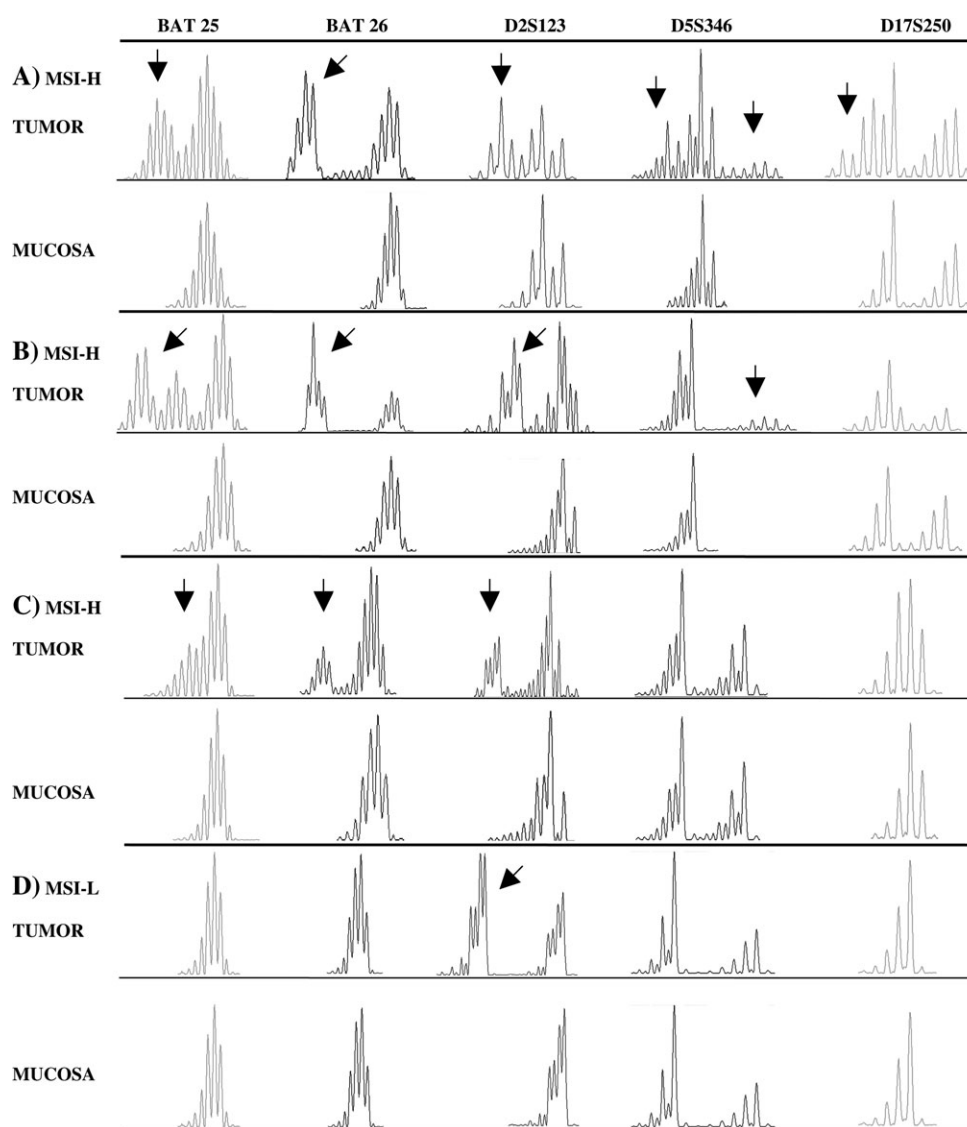 BAT 25 BAT 26 D2S123 D5S346 D17S250
A) MSI-H
TUMOR
MUCOSA
B) MSI-H
TUMOR
MUCOSA
C) MSI-H
TUMOR
MUCOSA
D) MSI-L
TUMOR
MUCOSA